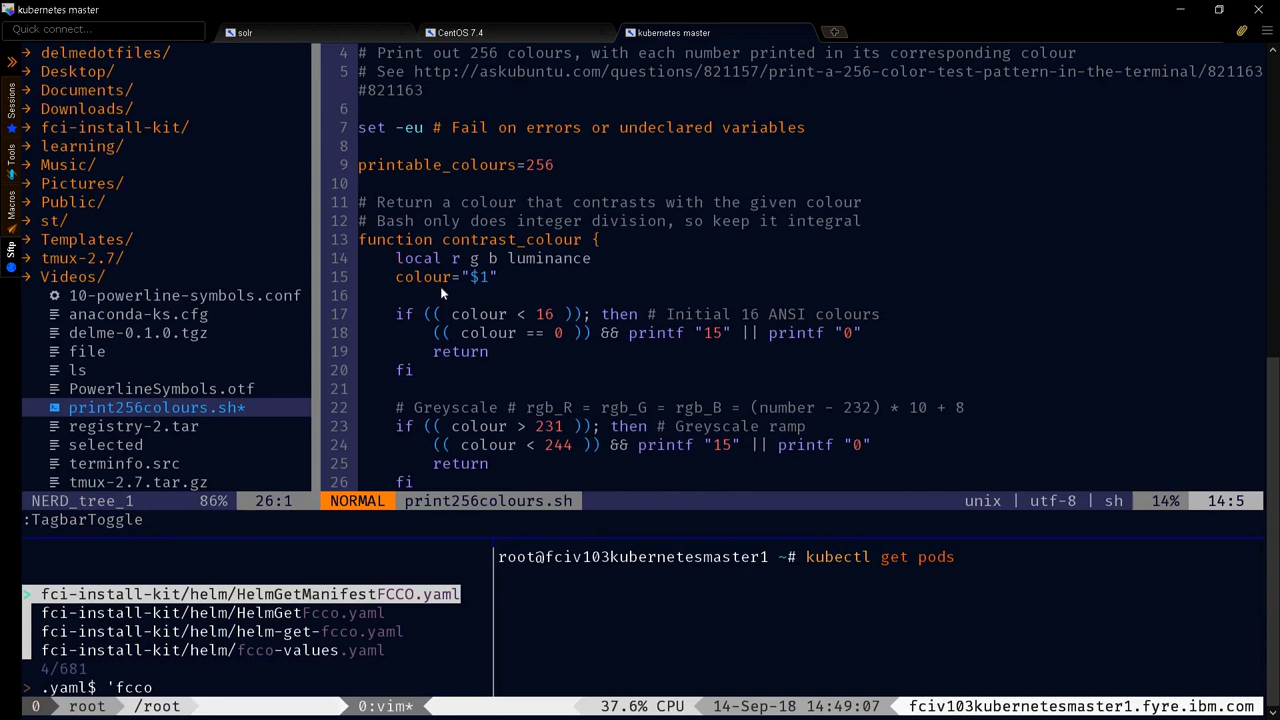 kubernetes master
Quick connect...
solr
CentOS 7.4
kubernetes master
Sessions
Tools
Macros
Sftp
→ delmedotfiles/
→ Desktop/
→ Documents/
→ Downloads/
→ fci-install-kit/
→ learning/
→ Music/
→ Pictures/
→ Public/
→ st/
→ Templates/
→ tmux-2.7/
→ Videos/
10-powerline-symbols.conf
anaconda-ks.cfg
delme-0.1.0.tgz
file
ls
PowerlineSymbols.otf
print256colours.sh*
registry-2.tar
selected
terminfo.src
tmux-2.7.tar.gz
4 # Print out 256 colours, with each number printed in its corresponding colour
5 # See http://askubuntu.com/questions/821157/print-a-256-color-test-pattern-in-the-terminal/821163
#821163
6
7 set -eu # Fail on errors or undeclared variables
8
9 printable_colours=256
10
11 # Return a colour that contrasts with the given colour
12 # Bash only does integer division, so keep it integral
13 function contrast_colour {
14 local r g b luminance
15 colour="$1"
16
17 if (( colour < 16 )); then # Initial 16 ANSI colours
18 (( colour == 0 )) && printf "15" || printf "0"
19 return
20 fi
21
22 # Greyscale # rgb_R = rgb_G = rgb_B = (number - 232) * 10 + 8
23 if (( colour > 231 )); then # Greyscale ramp
24 (( colour < 244 )) && printf "15" || printf "0"
25 return
26 fi
NERD_tree_1 86% 26:1
NORMAL print256colours.sh unix | utf-8 | sh 14% 14:5
:TagbarToggle
> fci-install-kit/helm/HelmGetManifestFCCO.yaml
fci-install-kit/helm/HelmGetFcco.yaml
fci-install-kit/helm/helm-get-fcco.yaml
fci-install-kit/helm/fcco-values.yaml
4/681
> .yaml$ 'fcco
root@fciv103kubernetesmaster1 ~# kubectl get pods
0 root /root 0:vim* 37.6% CPU 14-Sep-18 14:49:07 fciv103kubernetesmaster1.fyre.ibm.com